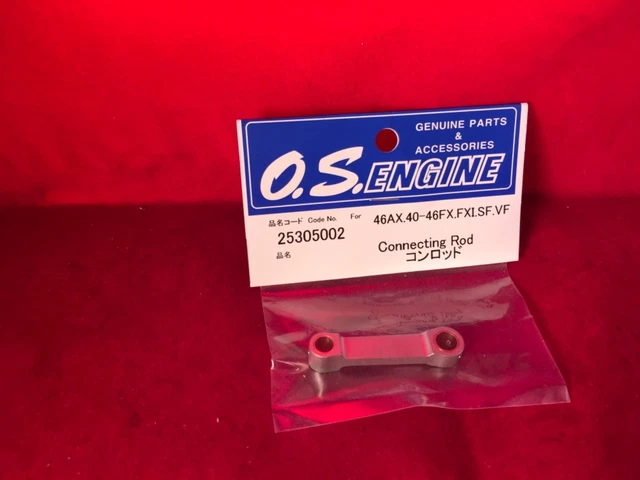 GENUINE PARTS
&
ACCESSORIES
O.S.ENGINE
品名コード Code No. For 46AX.40-46FX.FXI.SF.VF
25305002
品名 Connecting Rod
コンロッド